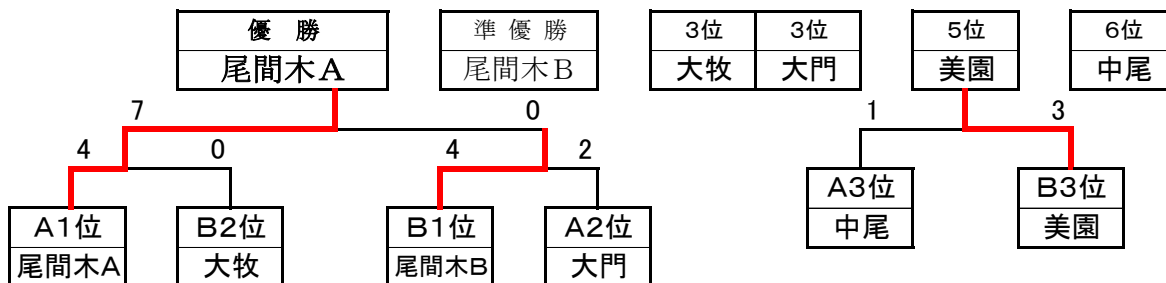 優 勝 準 優 勝 3位 3位 5位 6位
尾間木A 尾間木B 大牧 大門 美園 中尾
7 0 1 3
4 0 4 2
A1位 B2位 B1位 A2位 A3位 B3位
尾間木A 大牧 尾間木B 大門 中尾 美園